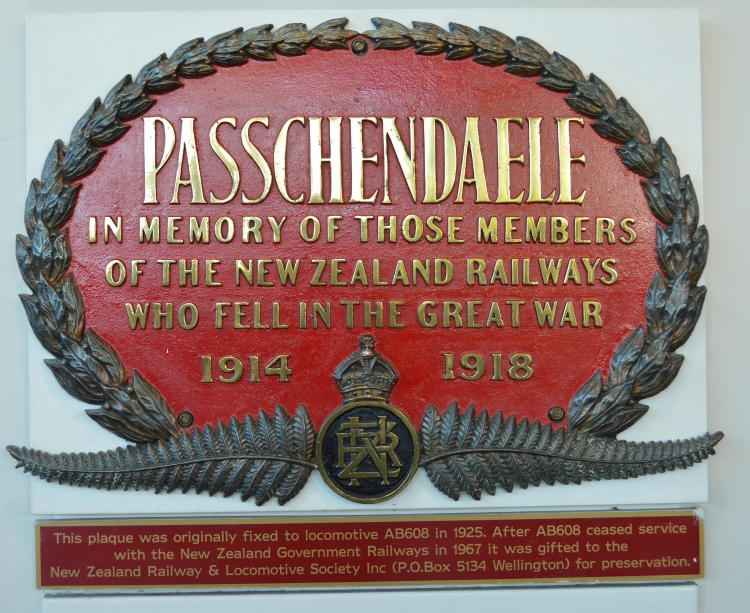 PASSCHENDAELE
IN MEMORY OF THOSE MEMBERS
OF THE NEW ZEALAND RAILWAYS
WHO FELL IN THE GREAT WAR
1914 1918
NZR
This plaque was originally fixed to locomotive AB608 in 1925. After AB608 ceased service
with the New Zealand Government Railways in 1967 it was gifted to the
New Zealand Railway & Locomotive Society Inc (P.O.Box 5134 Wellington) for preservation.